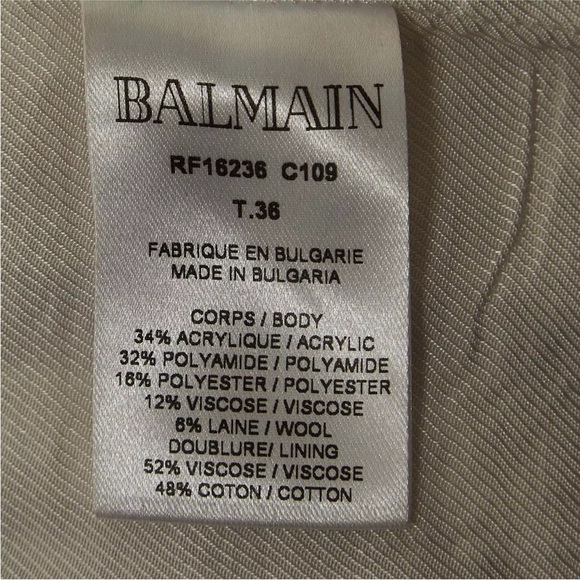 BALMAIN
RF16236 C109
T.36
FABRIQUE EN BULGARIE
MADE IN BULGARIA
CORPS / BODY
34% ACRYLIQUE / ACRYLIC
32% POLYAMIDE / POLYAMIDE
16% POLYESTER / POLYESTER
12% VISCOSE / VISCOSE
6% LAINE / WOOL
DOUBLURE/ LINING
52% VISCOSE / VISCOSE
48% COTON / COTTON